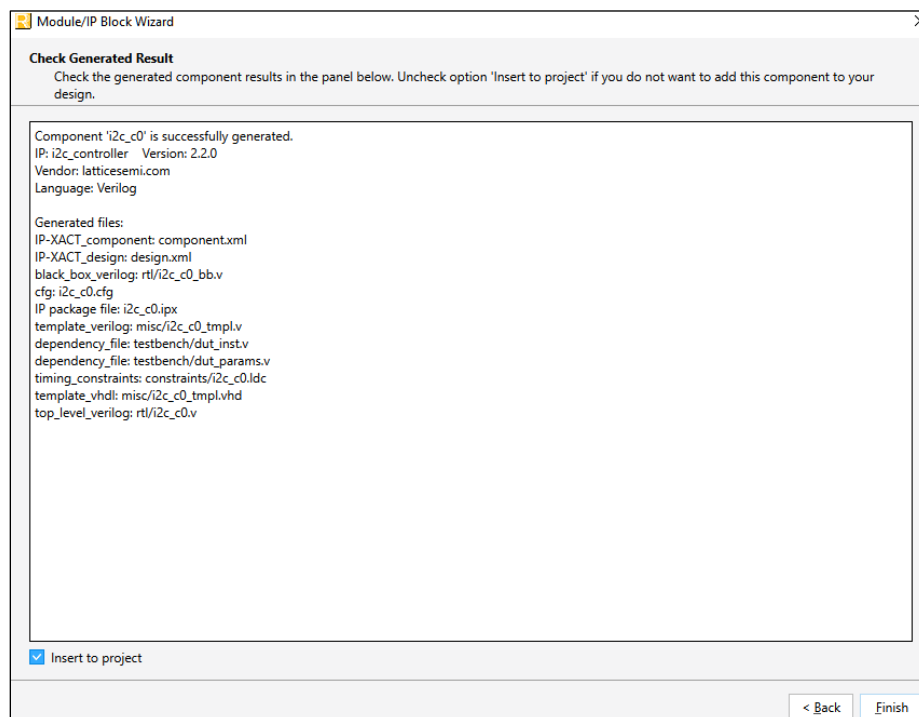 Module/IP Block Wizard
Check Generated Result
Check the generated component results in the panel below. Uncheck option 'Insert to project' if you do not want to add this component to your
design.
Component 'i2c_c0' is successfully generated.
IP: i2c_controller    Version: 2.2.0
Vendor: latticesemi.com
Language: Verilog
Generated files:
IP-XACT_component: component.xml
IP-XACT_design: design.xml
black_box_verilog: rtl/i2c_c0_bb.v
cfg: i2c_c0.cfg
IP package file: i2c_c0.ipx
template_verilog: misc/i2c_c0_tmpl.v
dependency_file: testbench/dut_inst.v
dependency_file: testbench/dut_params.v
timing_constraints: constraints/i2c_c0.ldc
template_vhdl: misc/i2c_c0_tmpl.vhd
top_level_verilog: rtl/i2c_c0.v
Insert to project
< Back    Finish